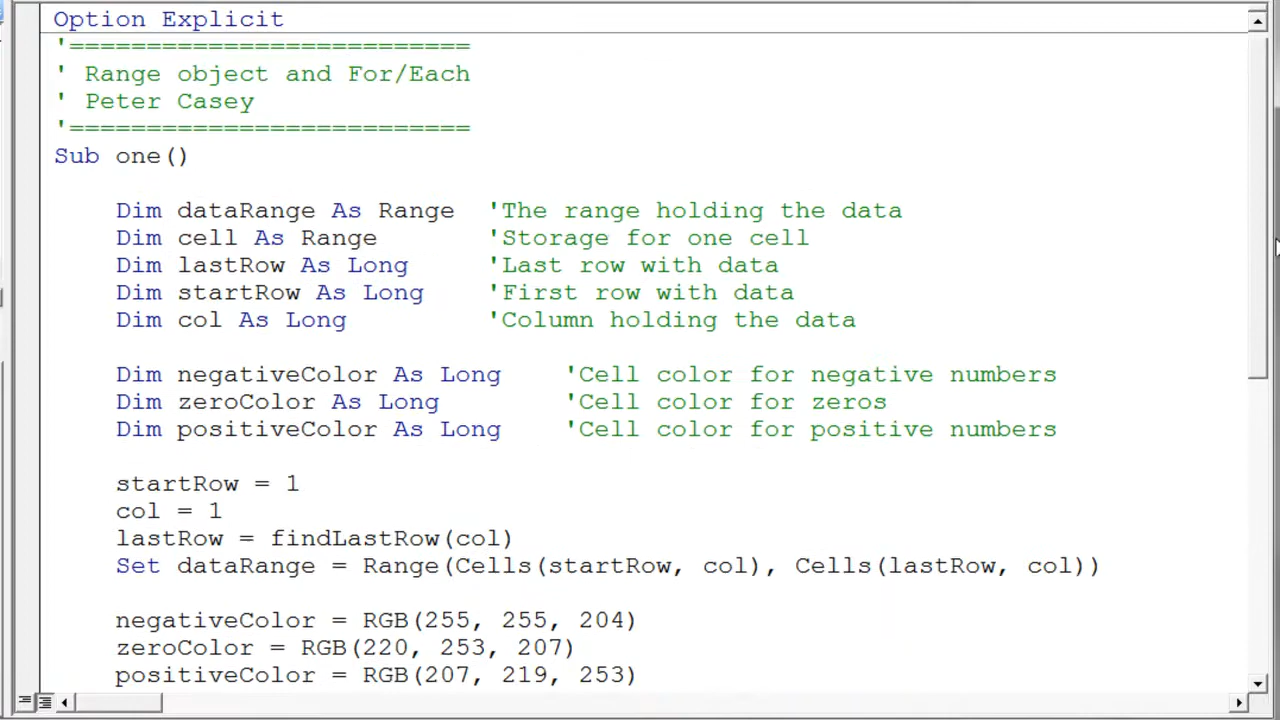 Option Explicit
'==========================
' Range object and For/Each
' Peter Casey
'==========================
Sub one()
Dim dataRange As Range 'The range holding the data
Dim cell As Range 'Storage for one cell
Dim lastRow As Long 'Last row with data
Dim startRow As Long 'First row with data
Dim col As Long 'Column holding the data
Dim negativeColor As Long 'Cell color for negative numbers
Dim zeroColor As Long 'Cell color for zeros
Dim positiveColor As Long 'Cell color for positive numbers
startRow = 1
col = 1
lastRow = findLastRow(col)
Set dataRange = Range(Cells(startRow, col), Cells(lastRow, col))
negativeColor = RGB(255, 255, 204)
zeroColor = RGB(220, 253, 207)
positiveColor = RGB(207, 219, 253)